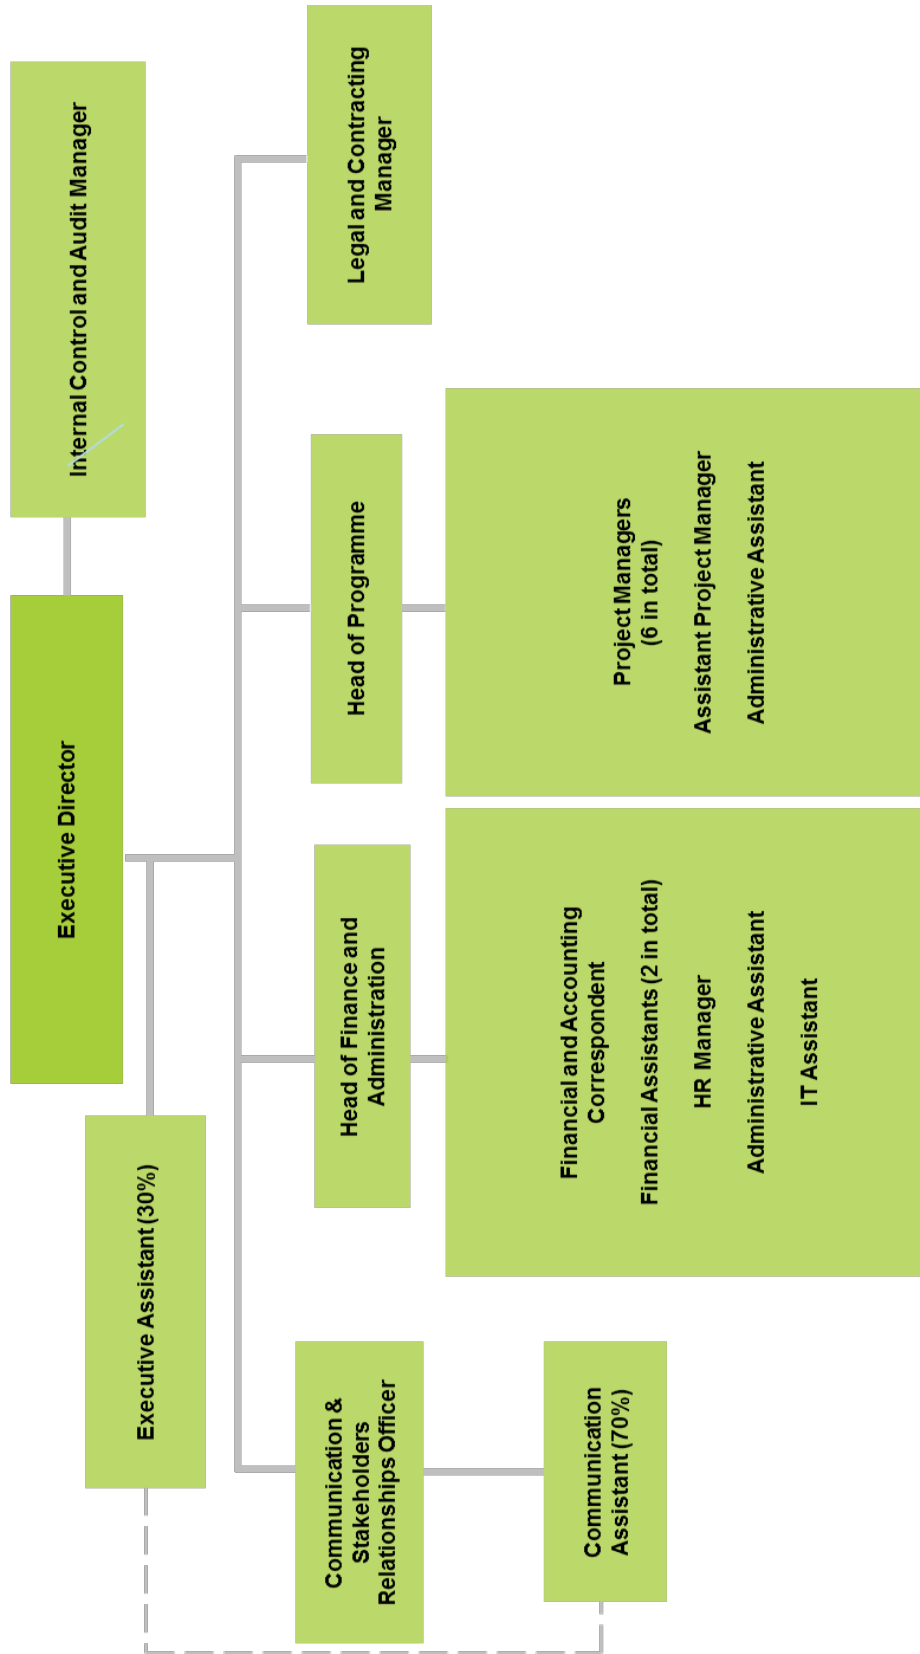 Executive Director
Internal Control and Audit Manager
Executive Assistant (30%)
Communication &
Stakeholders
Relationships Officer
Head of Finance and
Administration
Head of Programme
Legal and Contracting
Manager
Communication
Assistant (70%)
Financial and Accounting
Correspondent
Financial Assistants (2 in total)
HR Manager
Administrative Assistant
IT Assistant
Project Managers
(6 in total)
Assistant Project Manager
Administrative Assistant